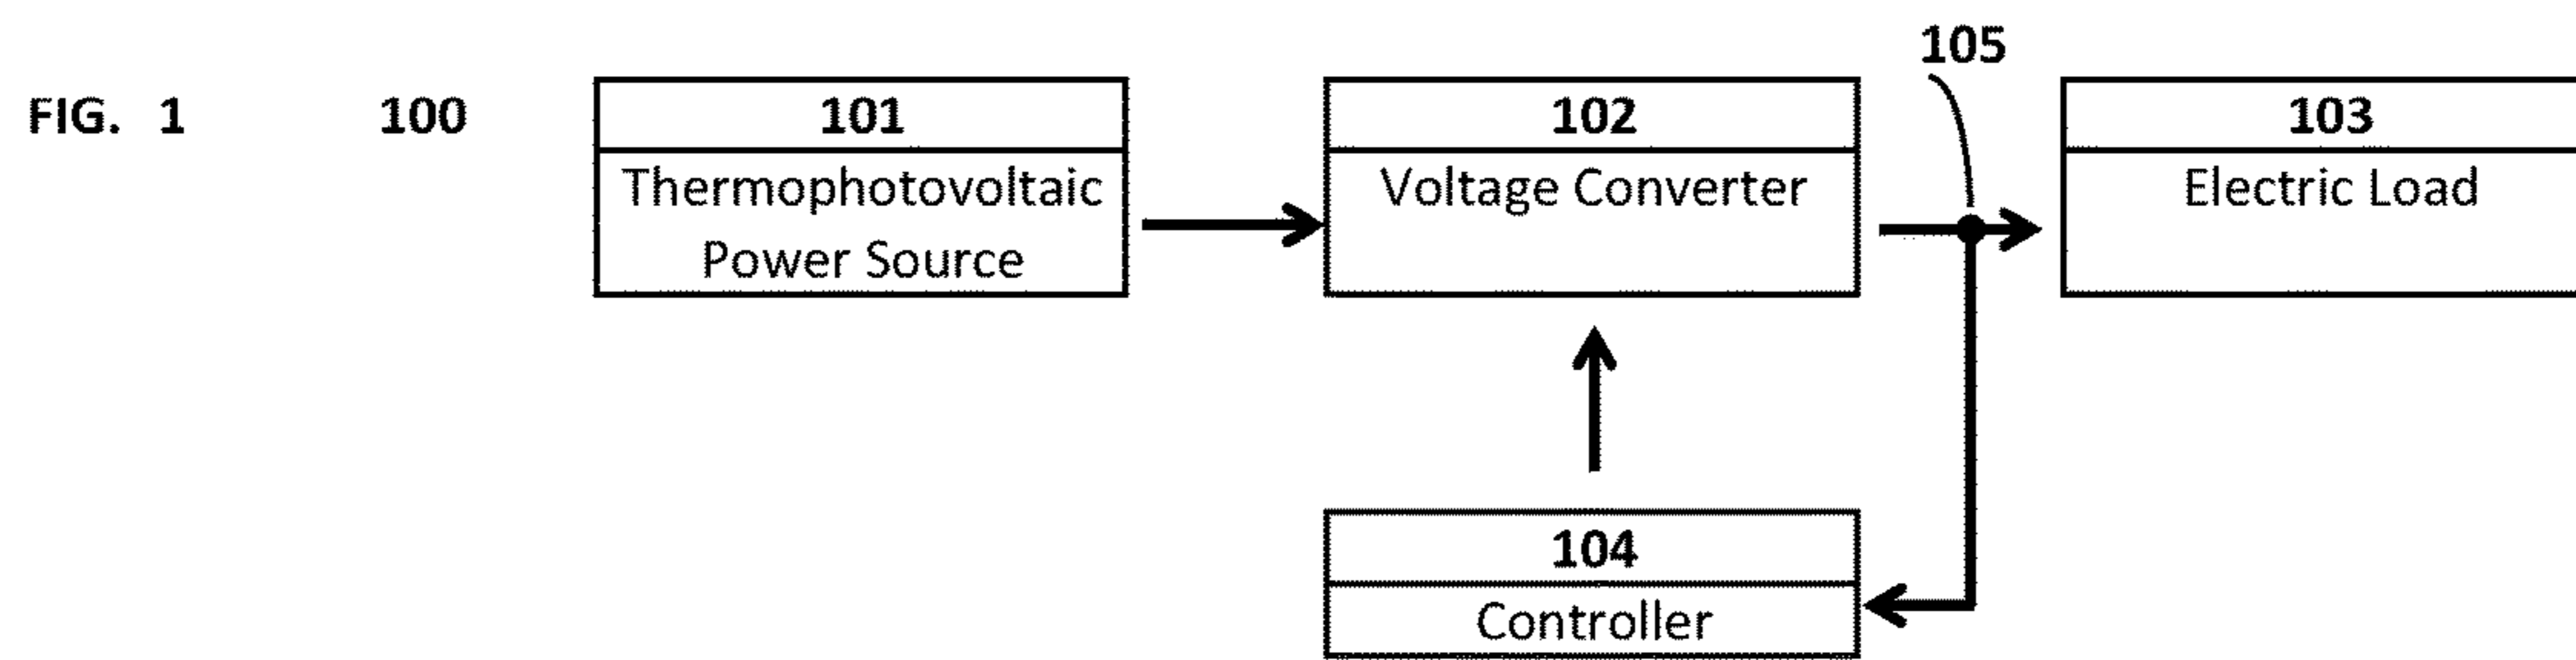 105
FIG. 1
100
101
Thermophotovoltaic
Power Source
102
Voltage Converter
103
Electric Load
104
Controller